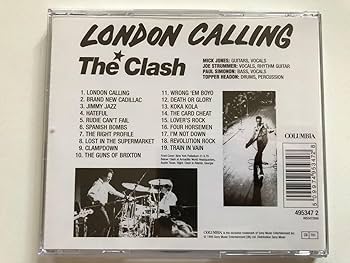 LONDON CALLING
The Clash
MICK JONES: GUITARS, VOCALS
JOE STRUMMER: VOCALS, RHYTHM GUITAR
PAUL SIMONON: BASS, VOCALS
TOPPER HEADON: DRUMS, PERCUSSION
1. LONDON CALLING
2. BRAND NEW CADILLAC
3. JIMMY JAZZ
4. HATEFUL
5. RUDIE CAN'T FAIL
6. SPANISH BOMBS
7. THE RIGHT PROFILE
8. LOST IN THE SUPERMARKET
9. CLAMPDOWN
10. THE GUNS OF BRIXTON
11. WRONG 'EM BOYO
12. DEATH OR GLORY
13. KOKA KOLA
14. THE CARD CHEAT
15. LOVER'S ROCK
16. FOUR HORSEMEN
17. I'M NOT DOWN
18. REVOLUTION ROCK
19. TRAIN IN VAIN
COLUMBIA
495347 2
COLUMBIA